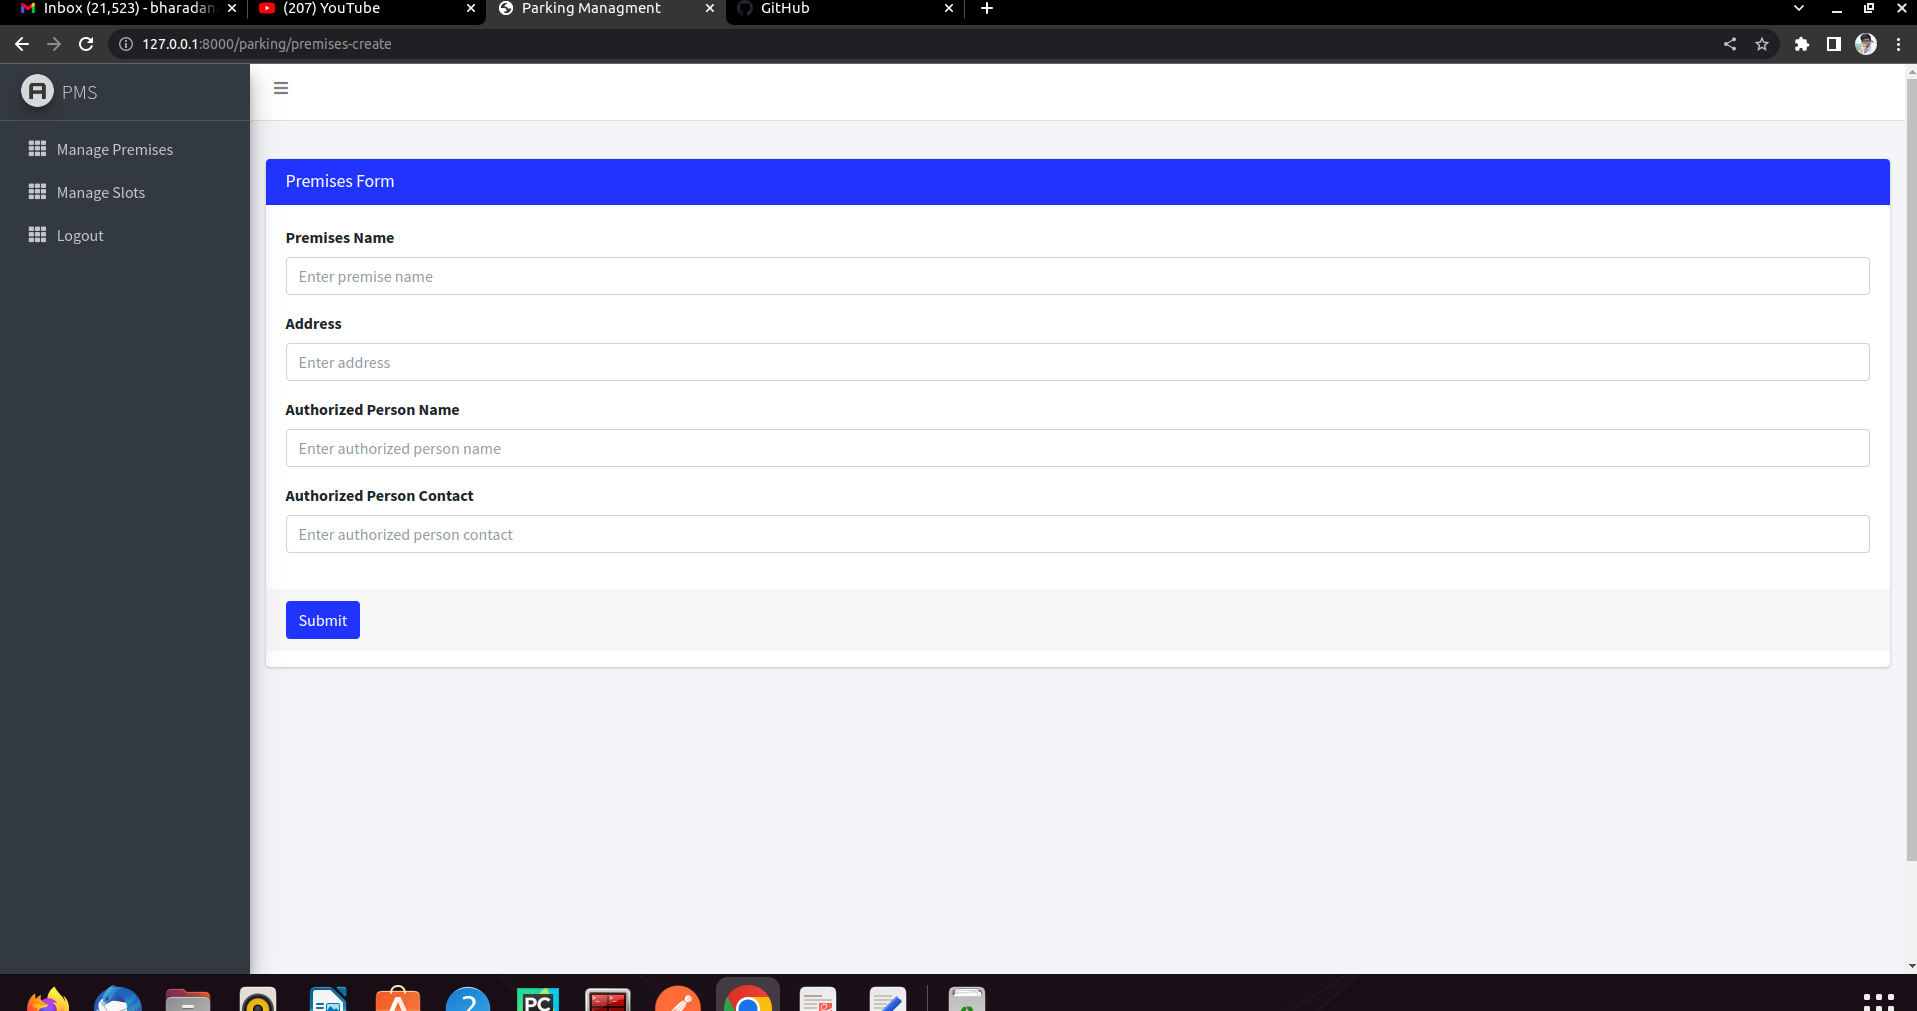 Inbox (21,523) - bharadan
(207) YouTube
Parking Managment
GitHub
127.0.0.1:8000/parking/premises-create
PMS
Manage Premises
Manage Slots
Logout
Premises Form
Premises Name
Enter premise name
Address
Enter address
Authorized Person Name
Enter authorized person name
Authorized Person Contact
Enter authorized person contact
Submit
PC